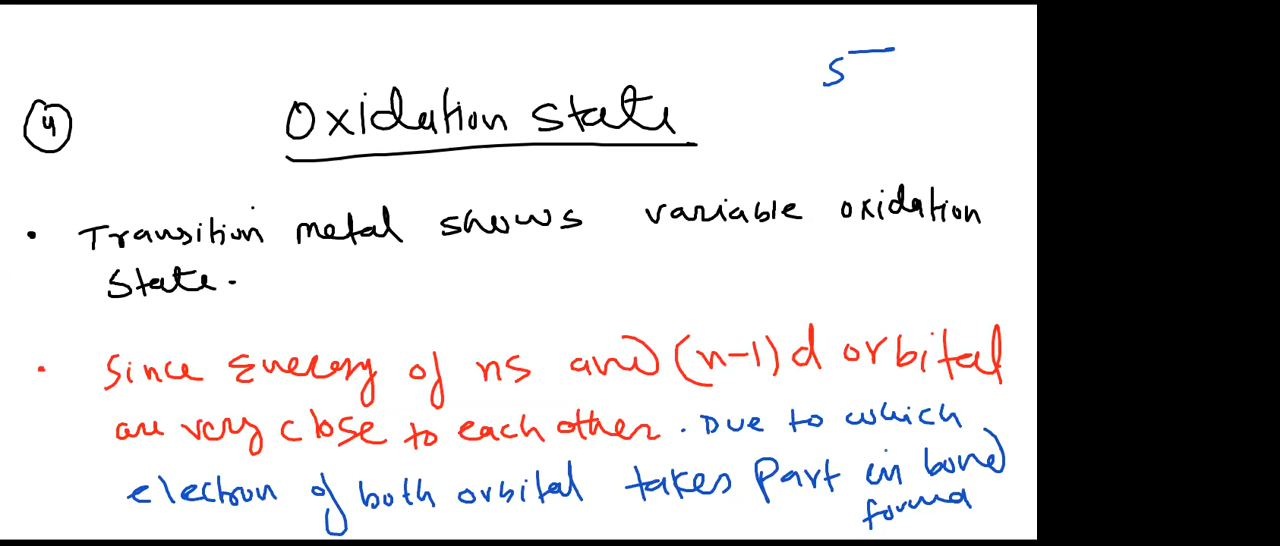 S
④ Oxidation state
• Transition metal shows variable oxidation
state.
• Since Energy of ns and (n-1)d orbital
are very close to each other. Due to which
electron of both orbital takes part in bond
forma